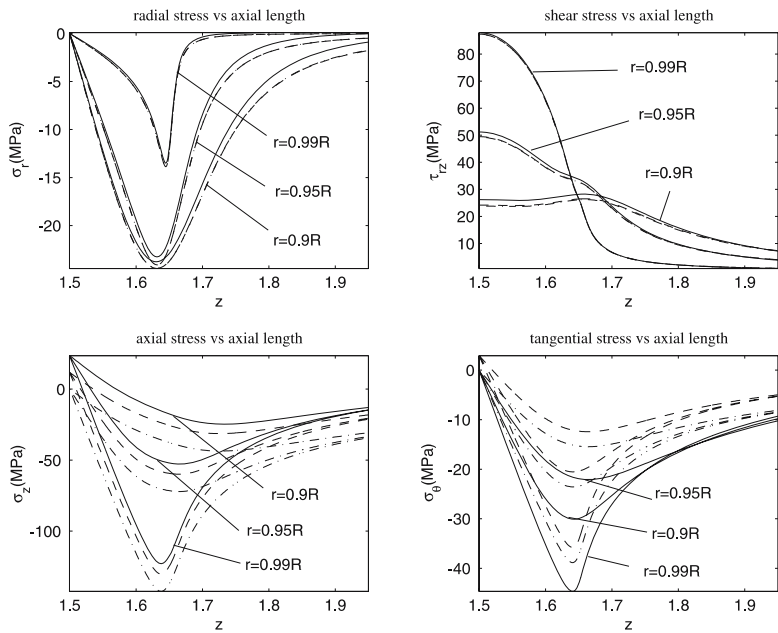 radial stress vs axial length
0
-5
-10
-15
-20
σr(MPa)
r=0.99R
r=0.95R
r=0.9R
1.5 1.6 1.7 1.8 1.9
z
shear stress vs axial length
80
70
60
50
40
30
20
10
τrz(MPa)
r=0.99R
r=0.95R
r=0.9R
1.5 1.6 1.7 1.8 1.9
z
axial stress vs axial length
0
-50
-100
σz(MPa)
r=0.9R
r=0.95R
r=0.99R
1.5 1.6 1.7 1.8 1.9
z
tangential stress vs axial length
0
-10
-20
-30
-40
σθ(MPa)
r=0.95R
r=0.9R
r=0.99R
1.5 1.6 1.7 1.8 1.9
z